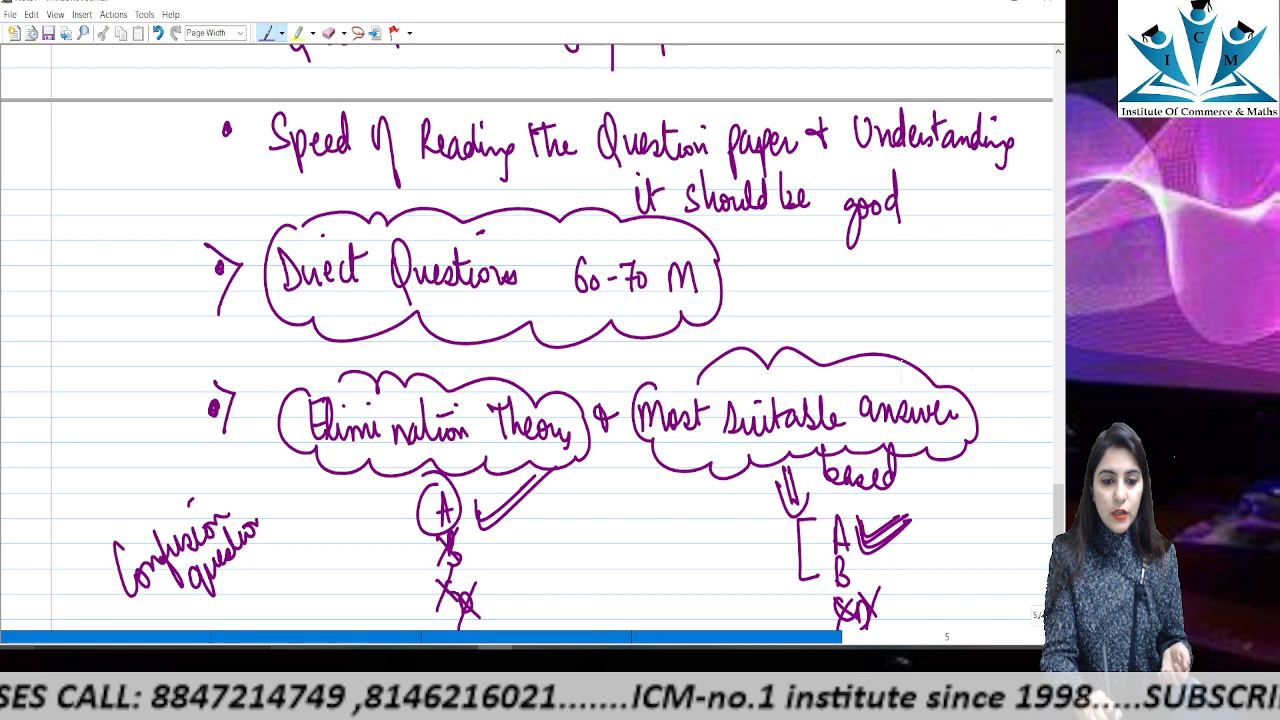 File Edit View Insert Actions Tools Help
Page Width
I C M
Institute Of Commerce & Maths
Speed of Reading the Question paper & Understanding
it should be good
Direct Questions 60-70 M
Elimination Theory & Most suitable answer
based
A
A
B
Confusion
question
5
SES CALL: 8847214749 ,8146216021.......ICM-no.1 institute since 1998.....SUBSCRI